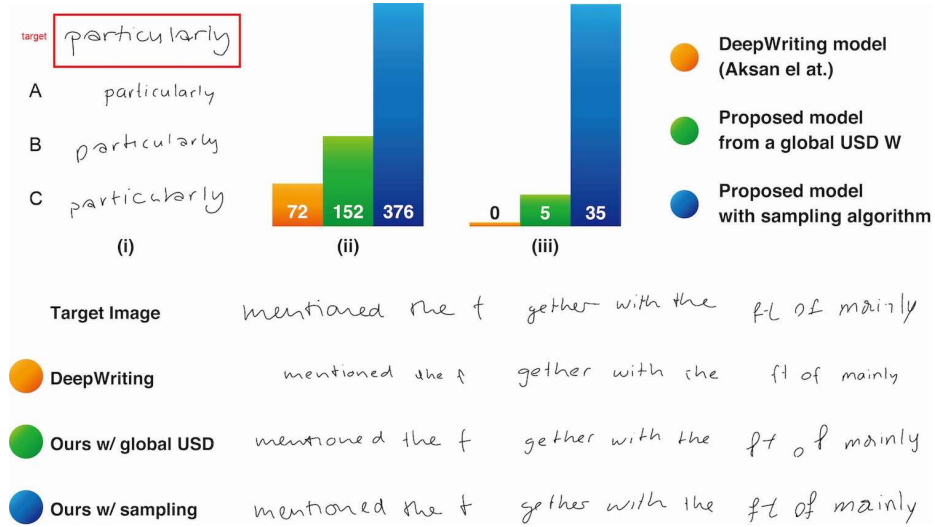 target particularly
A particularly
B particularly
C particularly
(i)
72 152 376
(ii)
0 5 35
(iii)
DeepWriting model
(Aksan el at.)
Proposed model
from a global USD W
Proposed model
with sampling algorithm
Target Image mentioned the t gether with the ft of mainly
DeepWriting mentioned the f gether with the ft of mainly
Ours w/ global USD mentioned the f gether with the ft of mainly
Ours w/ sampling mentioned the t gether with the ft of mainly